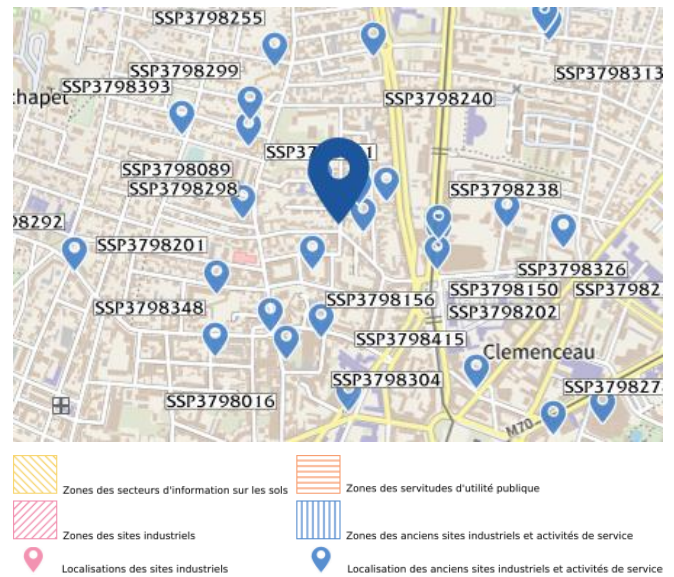 SSP3798255
SSP3798299
SSP3798313
SSP3798393
chapet
SSP3798240
SSP3798089
SSP3798298
SSP3798238
98292
SSP3798201
SSP3798326
SSP3798150
SSP37982
SSP3798156
SSP3798348
SSP3798202
SSP3798415
Clemenceau
SSP3798304
SSP379827
SSP3798016
M70
Zones des secteurs d'information sur les sols
Zones des servitudes d'utilité publique
Zones des sites industriels
Zones des anciens sites industriels et activités de service
Localisations des sites industriels
Localisation des anciens sites industriels et activités de service